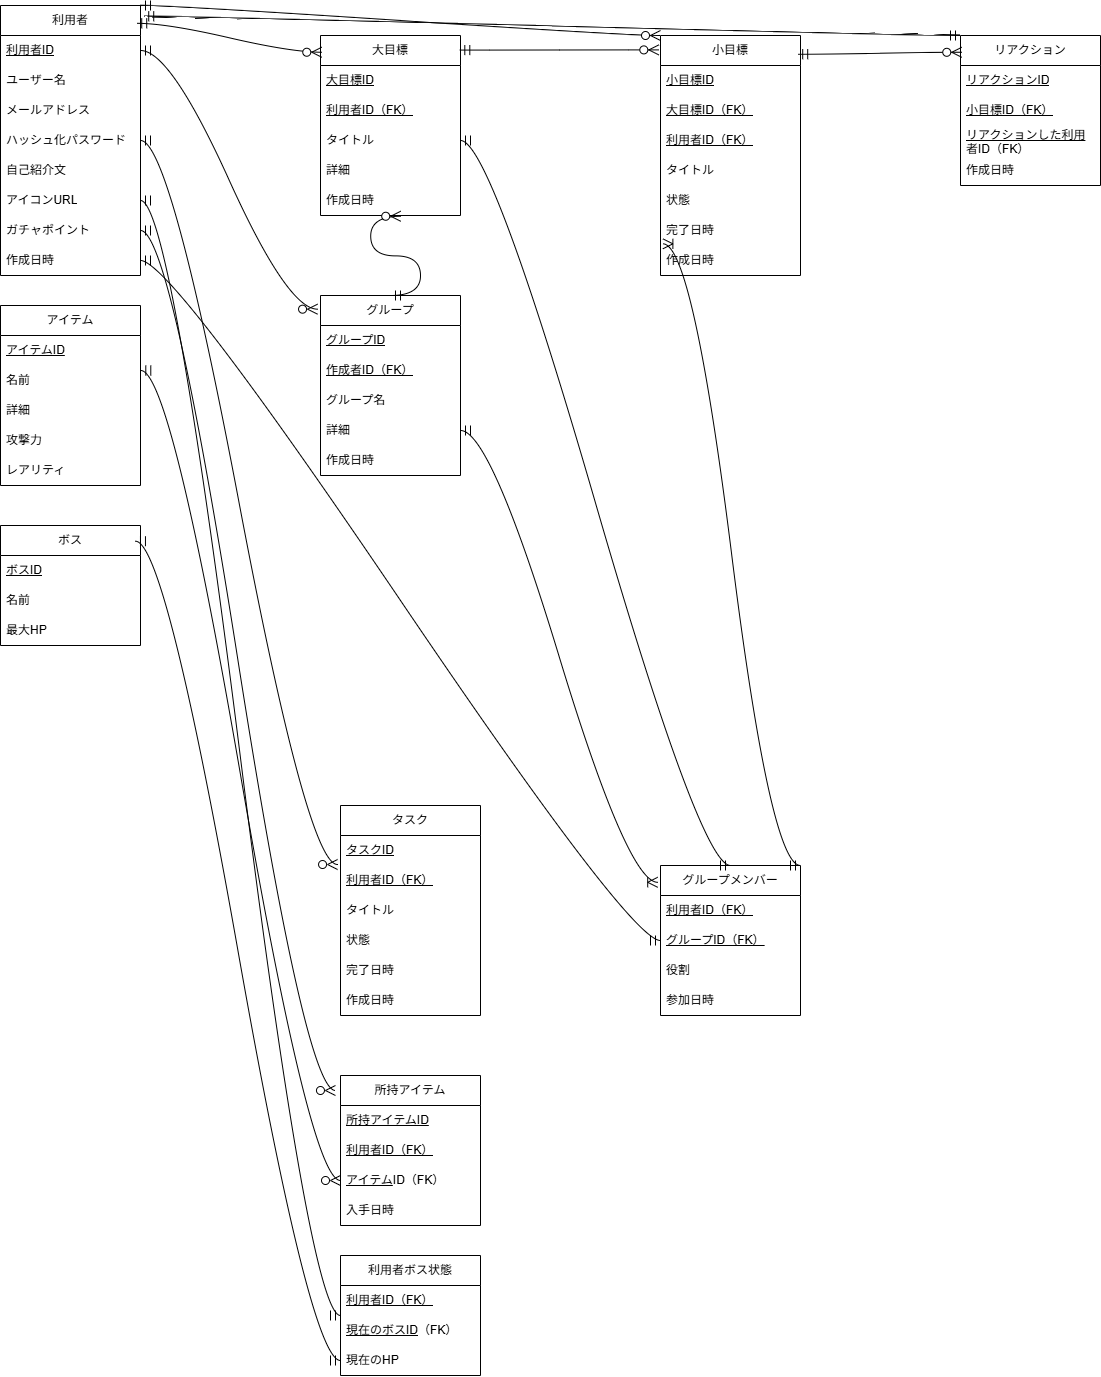 利用者
利用者ID
ユーザー名
メールアドレス
ハッシュ化パスワード
自己紹介文
アイコンURL
ガチャポイント
作成日時
大目標
大目標ID
利用者ID（FK）
タイトル
詳細
作成日時
小目標
小目標ID
大目標ID（FK）
利用者ID（FK）
タイトル
状態
完了日時
作成日時
リアクション
リアクションID
小目標ID（FK）
リアクションした利用
者ID（FK）
作成日時
アイテム
アイテムID
名前
詳細
攻撃力
レアリティ
グループ
グループID
作成者ID（FK）
グループ名
詳細
作成日時
ボス
ボスID
名前
最大HP
タスク
タスクID
利用者ID（FK）
タイトル
状態
完了日時
作成日時
グループメンバー
利用者ID（FK）
グループID（FK）
役割
参加日時
所持アイテム
所持アイテムID
利用者ID（FK）
アイテムID（FK）
入手日時
利用者ボス状態
利用者ID（FK）
現在のボスID（FK）
現在のHP